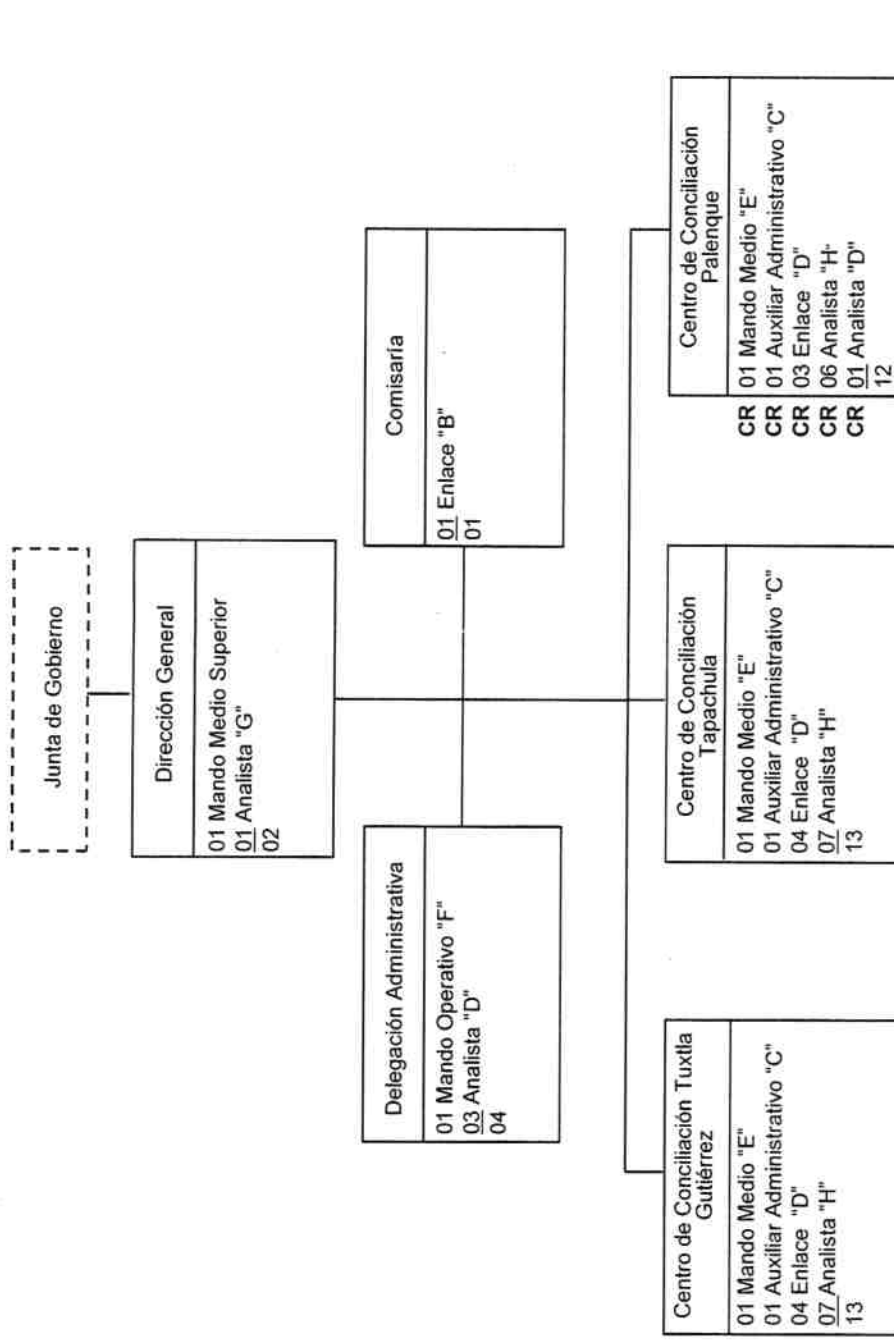 Junta de Gobierno
Dirección General
01 Mando Medio Superior
01 Analista "G"
02
Delegación Administrativa
01 Mando Operativo "F"
03 Analista "D"
04
Comisaría
01 Enlace "B"
01
Centro de Conciliación Tuxtla
Gutiérrez
01 Mando Medio "E"
01 Auxiliar Administrativo "C"
04 Enlace "D"
07 Analista "H"
13
Centro de Conciliación
Tapachula
01 Mando Medio "E"
01 Auxiliar Administrativo "C"
04 Enlace "D"
07 Analista "H"
13
Centro de Conciliación
Palenque
CR 01 Mando Medio "E"
CR 01 Auxiliar Administrativo "C"
CR 03 Enlace "D"
CR 06 Analista "H"
CR 01 Analista "D"
12